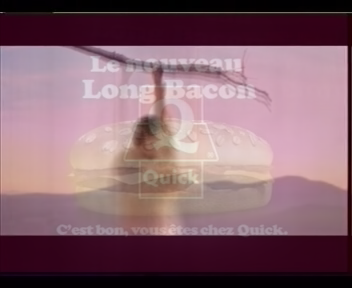 Le nouveau
Long Bacon
Q
Quick
C'est bon, vous êtes chez Quick.